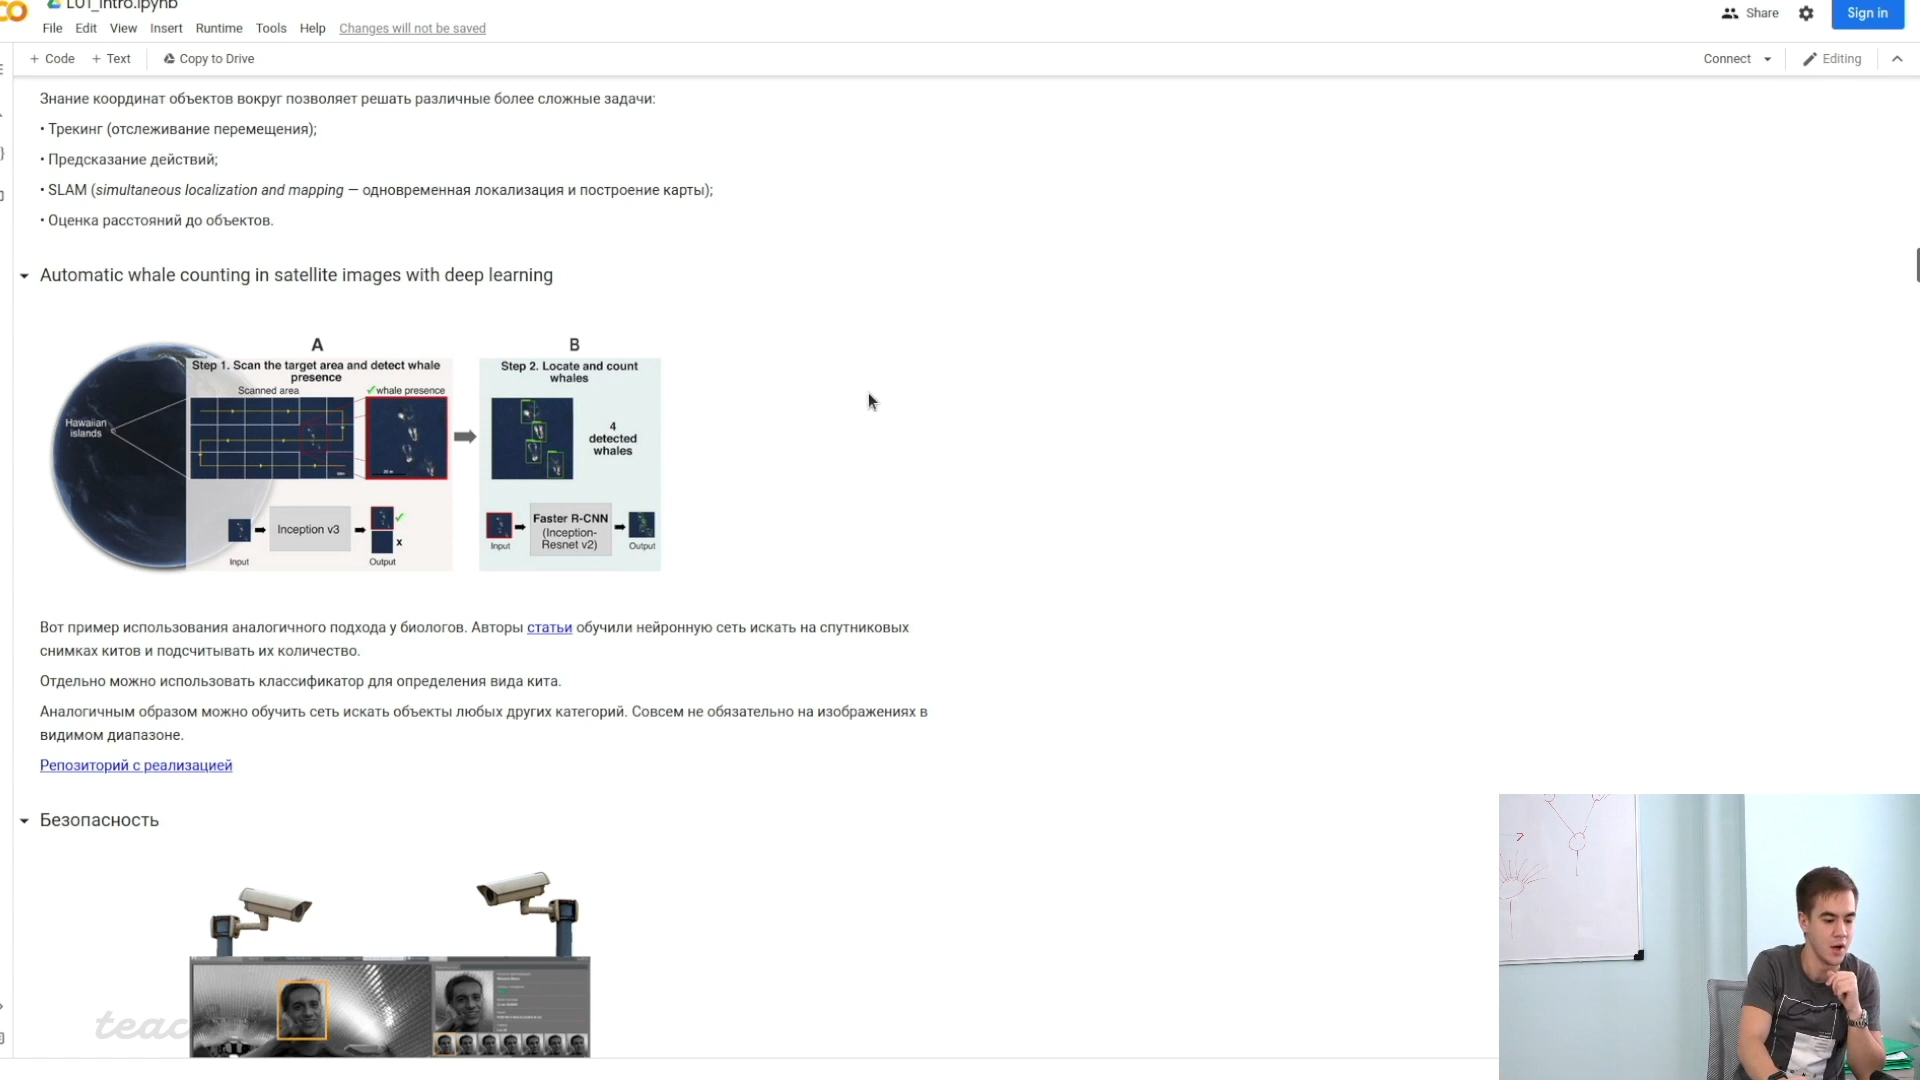 L01_Intro.ipynb
File Edit View Insert Runtime Tools Help Changes will not be saved
Share Sign in
+ Code + Text Copy to Drive
Connect Editing
Знание координат объектов вокруг позволяет решать различные более сложные задачи:
• Трекинг (отслеживание перемещения);
• Предсказание действий;
• SLAM (simultaneous localization and mapping — одновременная локализация и построение карты);
• Оценка расстояний до объектов.
Automatic whale counting in satellite images with deep learning
A
Step 1. Scan the target area and detect whale
presence
Scanned area
whale presence
Hawaiian
islands
Inception v3
Input
Output
x
B
Step 2. Locate and count
whales
4
detected
whales
Faster R-CNN
(Inception-
Resnet v2)
Input
Output
Вот пример использования аналогичного подхода у биологов. Авторы статьи обучили нейронную сеть искать на спутниковых
снимках китов и подсчитывать их количество.
Отдельно можно использовать классификатор для определения вида кита.
Аналогичным образом можно обучить сеть искать объекты любых других категорий. Совсем не обязательно на изображениях в
видимом диапазоне.
Репозиторий с реализацией
Безопасность
teac